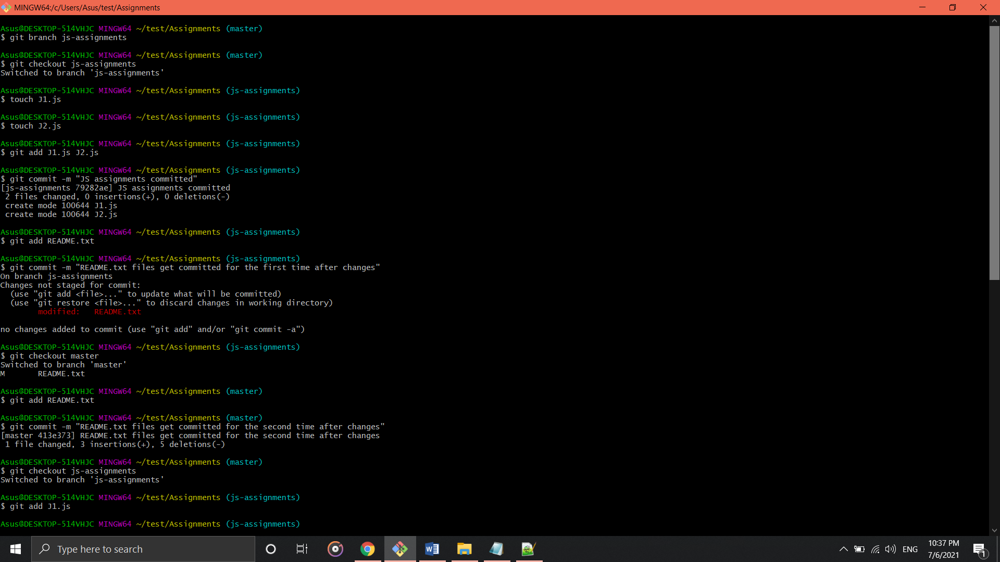 MINGW64:/c/Users/Asus/test/Assignments
Asus@DESKTOP-514VHJC MINGW64 ~/test/Assignments (master)
$ git branch js-assignments
Asus@DESKTOP-514VHJC MINGW64 ~/test/Assignments (master)
$ git checkout js-assignments
Switched to branch 'js-assignments'
Asus@DESKTOP-514VHJC MINGW64 ~/test/Assignments (js-assignments)
$ touch J1.js
Asus@DESKTOP-514VHJC MINGW64 ~/test/Assignments (js-assignments)
$ touch J2.js
Asus@DESKTOP-514VHJC MINGW64 ~/test/Assignments (js-assignments)
$ git add J1.js J2.js
Asus@DESKTOP-514VHJC MINGW64 ~/test/Assignments (js-assignments)
$ git commit -m "JS assignments committed"
[js-assignments 79282ae] JS assignments committed
 2 files changed, 0 insertions(+), 0 deletions(-)
 create mode 100644 J1.js
 create mode 100644 J2.js
Asus@DESKTOP-514VHJC MINGW64 ~/test/Assignments (js-assignments)
$ git add README.txt
Asus@DESKTOP-514VHJC MINGW64 ~/test/Assignments (js-assignments)
$ git commit -m "README.txt files get committed for the first time after changes"
On branch js-assignments
Changes not staged for commit:
  (use "git add <file>..." to update what will be committed)
  (use "git restore <file>..." to discard changes in working directory)
        modified:   README.txt
no changes added to commit (use "git add" and/or "git commit -a")
Asus@DESKTOP-514VHJC MINGW64 ~/test/Assignments (js-assignments)
$ git checkout master
Switched to branch 'master'
M       README.txt
Asus@DESKTOP-514VHJC MINGW64 ~/test/Assignments (master)
$ git add README.txt
Asus@DESKTOP-514VHJC MINGW64 ~/test/Assignments (master)
$ git commit -m "README.txt files get committed for the second time after changes"
[master 413e373] README.txt files get committed for the second time after changes
 1 file changed, 3 insertions(+), 5 deletions(-)
Asus@DESKTOP-514VHJC MINGW64 ~/test/Assignments (master)
$ git checkout js-assignments
Switched to branch 'js-assignments'
Asus@DESKTOP-514VHJC MINGW64 ~/test/Assignments (js-assignments)
$ git add J1.js
Asus@DESKTOP-514VHJC MINGW64 ~/test/Assignments (js-assignments)
Type here to search
ENG
10:37 PM
7/6/2021
1